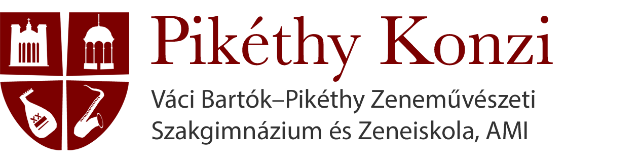 Pikéthy Konzi
Váci Bartók–Pikéthy Zeneművészeti
Szakgimnázium és Zeneiskola, AMI